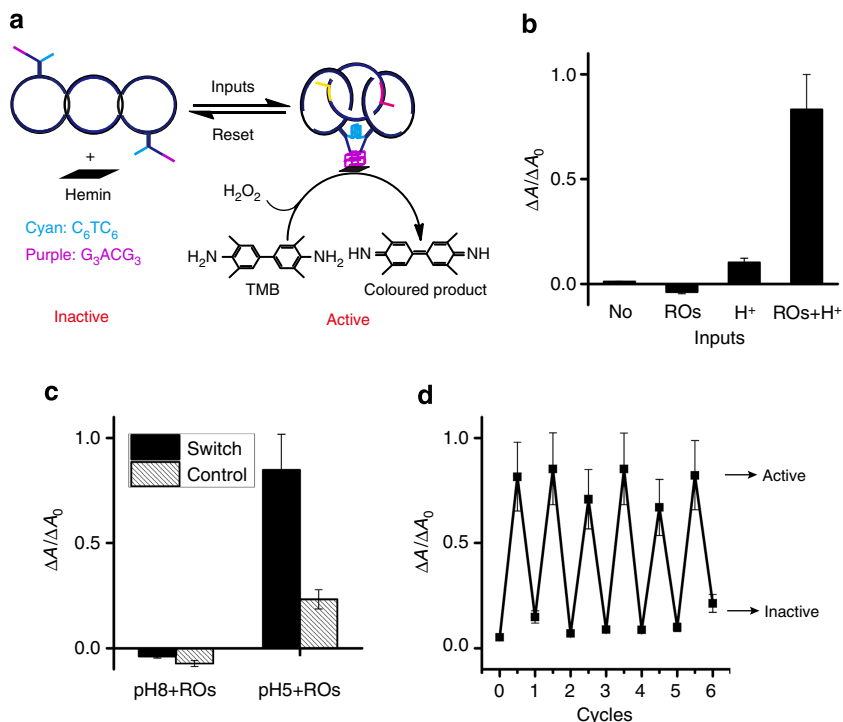 a
Inputs
Reset
+
Hemin
Cyan: C₆TC₆
Purple: G₃ACG₃
Inactive
H₂O₂
H₂N
NH₂
TMB
HN
NH
Coloured product
Active
b
1.0
0.5
0.0
ΔA/ΔA₀
No
ROs
H⁺
ROs+H⁺
Inputs
c
1.0
0.5
0.0
ΔA/ΔA₀
Switch
Control
pH8+ROs
pH5+ROs
d
1.0
0.5
0.0
ΔA/ΔA₀
Active
Inactive
0 1 2 3 4 5 6
Cycles